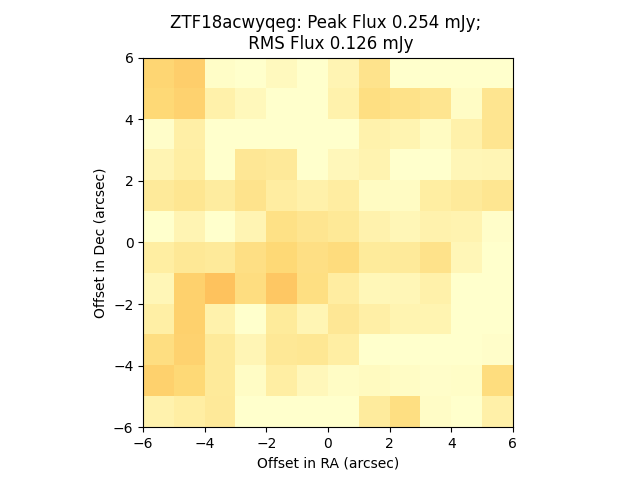 ZTF18acwyqeg: Peak Flux 0.254 mJy;
RMS Flux 0.126 mJy
6
4
2
0
−2
−4
−6
Offset in Dec (arcsec)
−6 −4 −2 0 2 4 6
Offset in RA (arcsec)